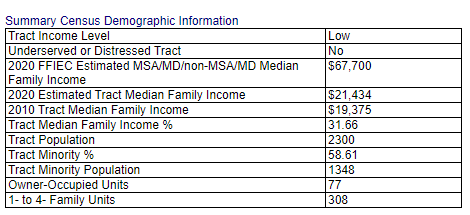 Summary Census Demographic Information
Tract Income Level Low
Underserved or Distressed Tract No
2020 FFIEC Estimated MSA/MD/non-MSA/MD Median $67,700
Family Income
2020 Estimated Tract Median Family Income $21,434
2010 Tract Median Family Income $19,375
Tract Median Family Income % 31.66
Tract Population 2300
Tract Minority % 58.61
Tract Minority Population 1348
Owner-Occupied Units 77
1- to 4- Family Units 308